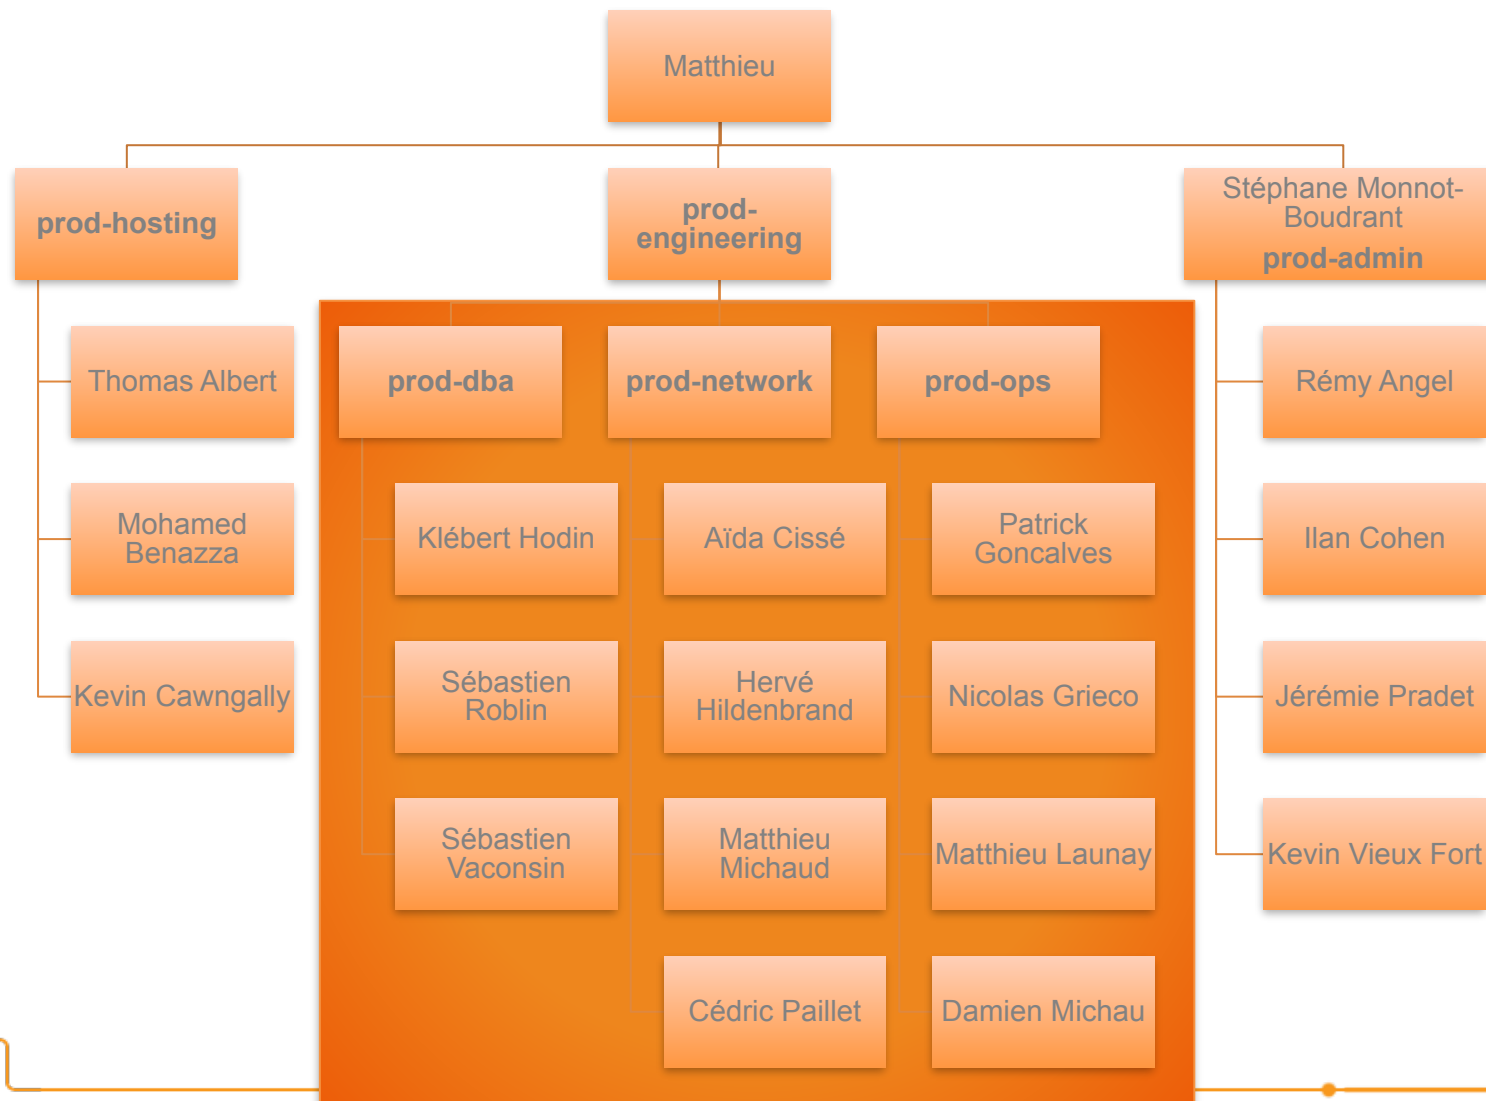 Matthieu
prod-hosting
prod-
engineering
Stéphane Monnot-
Boudrant
prod-admin
Thomas Albert
prod-dba
prod-network
prod-ops
Rémy Angel
Mohamed
Benazza
Klébert Hodin
Aïda Cissé
Patrick
Goncalves
Ilan Cohen
Kevin Cawngally
Sébastien
Roblin
Hervé
Hildenbrand
Nicolas Grieco
Jérémie Pradet
Sébastien
Vaconsin
Matthieu
Michaud
Matthieu Launay
Kevin Vieux Fort
Cédric Paillet
Damien Michau